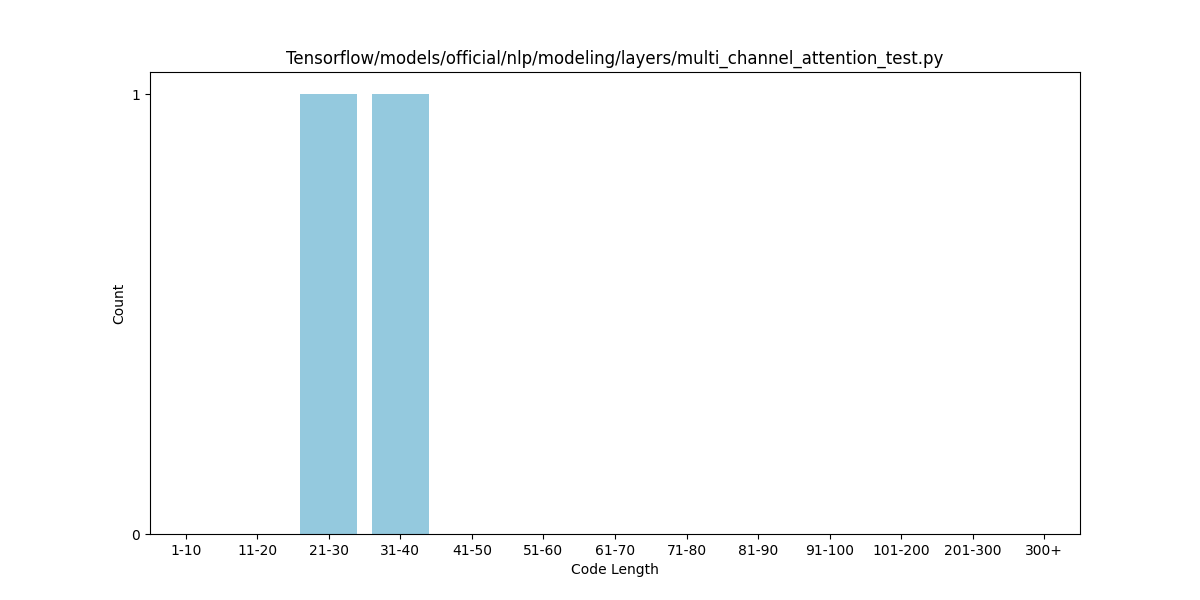 Tensorflow/models/official/nlp/modeling/layers/multi_channel_attention_test.py
1
Count
0
1-10 11-20 21-30 31-40 41-50 51-60 61-70 71-80 81-90 91-100 101-200 201-300 300+
Code Length